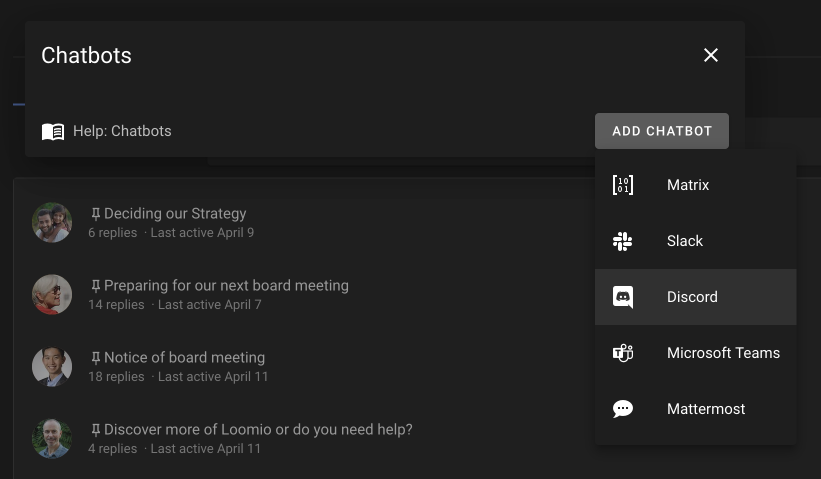 Chatbots
Help: Chatbots
ADD CHATBOT
Matrix
Slack
Discord
Microsoft Teams
Mattermost
Deciding our Strategy
6 replies · Last active April 9
Preparing for our next board meeting
14 replies · Last active April 7
Notice of board meeting
18 replies · Last active April 11
Discover more of Loomio or do you need help?
4 replies · Last active April 11